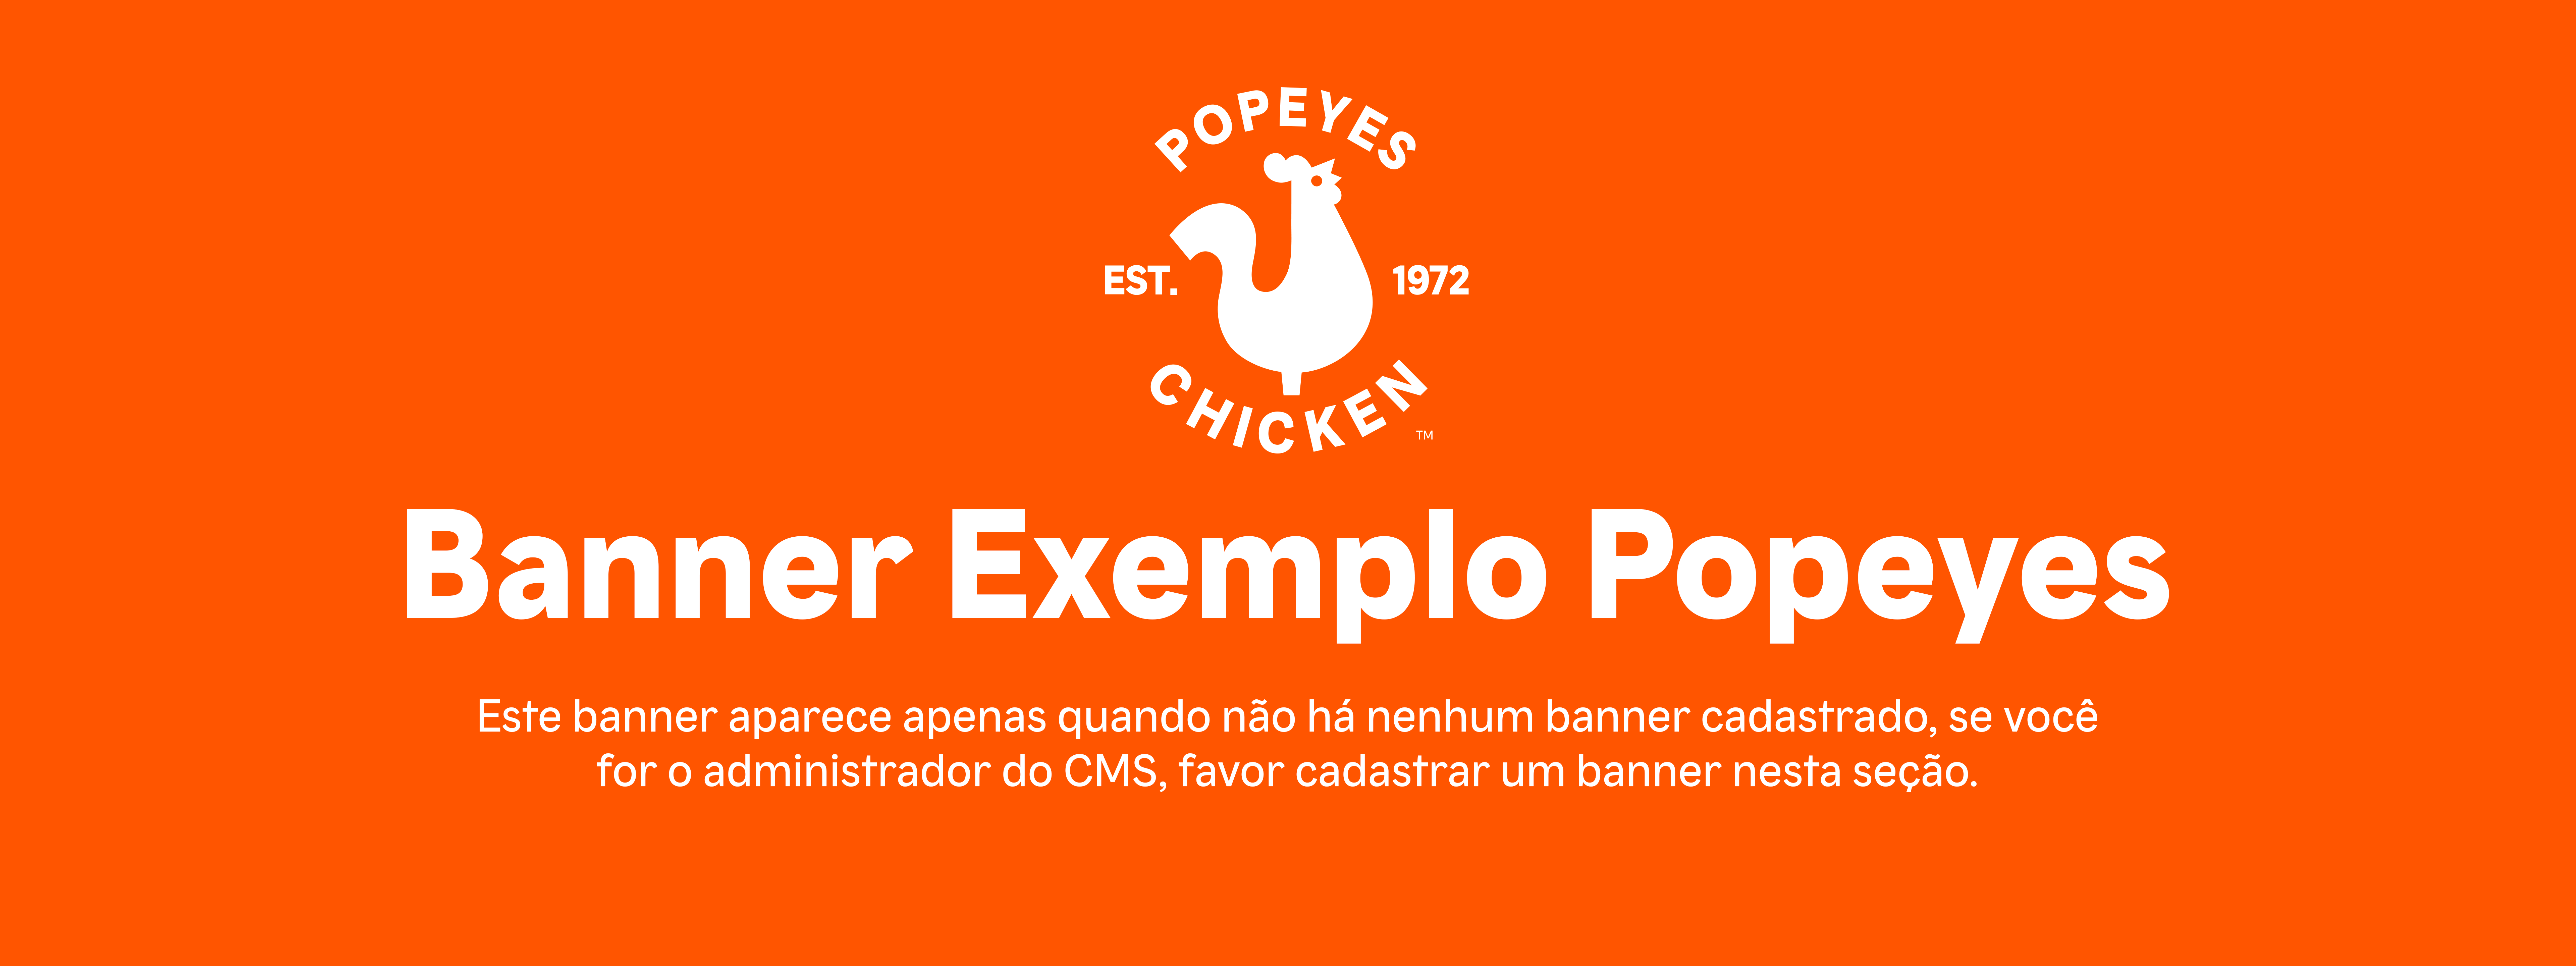 POPEYES
EST. 1972
CHICKEN
TM
Banner Exemplo Popeyes
Este banner aparece apenas quando não há nenhum banner cadastrado, se você
for o administrador do CMS, favor cadastrar um banner nesta seção.